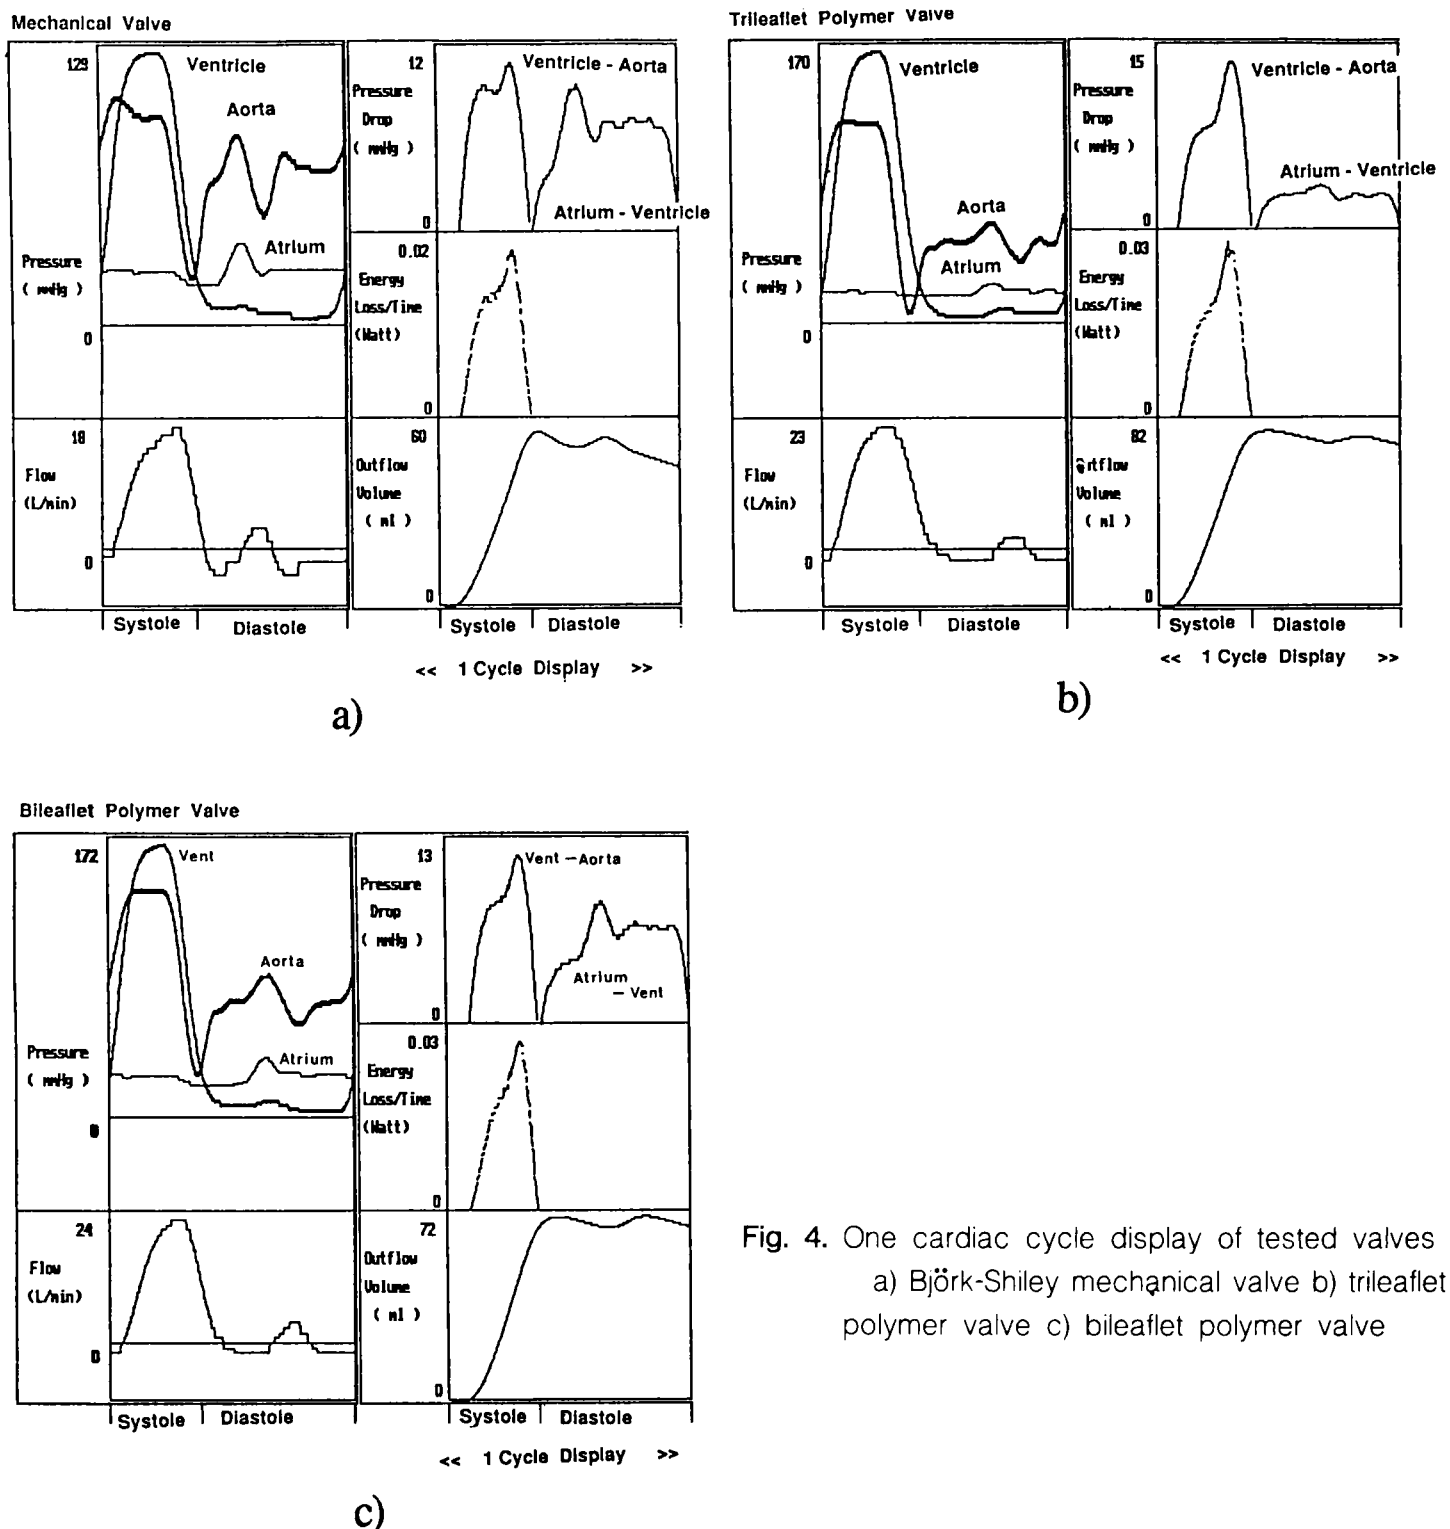 Mechanical Valve
129
Pressure
( mmHg )
0
18
Flow
(L/min)
0
Ventricle
Aorta
Atrium
Systole
Diastole
12
Pressure
Drop
( mmHg )
0
Ventricle - Aorta
Atrium - Ventricle
0.02
Energy
Loss/Time
(Watt)
0
60
Outflow
Volume
( ml )
0
Systole
Diastole
<< 1 Cycle Display >>
a)
Trileaflet Polymer Valve
170
Pressure
( mmHg )
0
23
Flow
(L/min)
0
Ventricle
Aorta
Atrium
Systole
Diastole
15
Pressure
Drop
( mmHg )
0
Ventricle - Aorta
Atrium - Ventricle
0.03
Energy
Loss/Time
(Watt)
0
82
Outflow
Volume
( ml )
0
Systole
Diastole
<< 1 Cycle Display >>
b)
Bileaflet Polymer Valve
172
Pressure
( mmHg )
0
24
Flow
(L/min)
0
Vent
Aorta
Atrium
Systole
Diastole
13
Pressure
Drop
( mmHg )
0
Vent - Aorta
Atrium
- Vent
0.03
Energy
Loss/Time
(Watt)
0
72
Outflow
Volume
( ml )
0
Systole
Diastole
<< 1 Cycle Display >>
c)
Fig. 4. One cardiac cycle display of tested valves
a) Björk-Shiley mechanical valve b) trileaflet
polymer valve c) bileaflet polymer valve